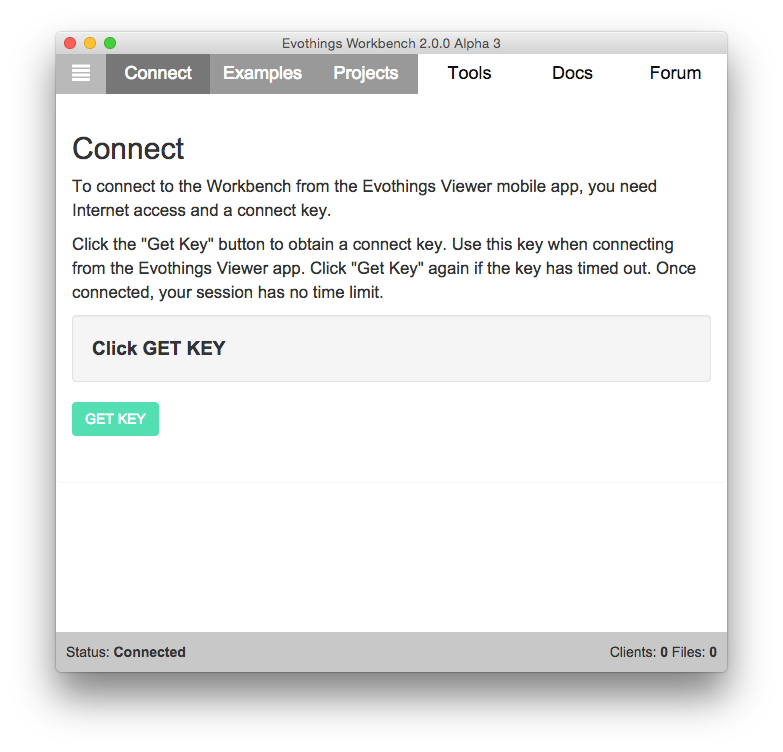 Evothings Workbench 2.0.0 Alpha 3
Connect Examples Projects Tools Docs Forum
Connect
To connect to the Workbench from the Evothings Viewer mobile app, you need
Internet access and a connect key.
Click the "Get Key" button to obtain a connect key. Use this key when connecting
from the Evothings Viewer app. Click "Get Key" again if the key has timed out. Once
connected, your session has no time limit.
Click GET KEY
GET KEY
Status: Connected Clients: 0 Files: 0